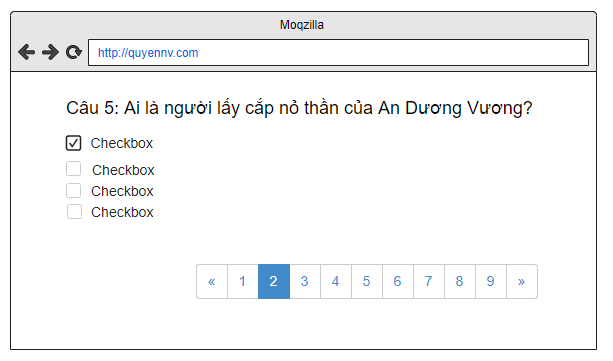 Moqzilla
http://quyennv.com
Câu 5: Ai là người lấy cắp nỏ thần của An Dương Vương?
Checkbox
Checkbox
Checkbox
Checkbox
« 1 2 3 4 5 6 7 8 9 »